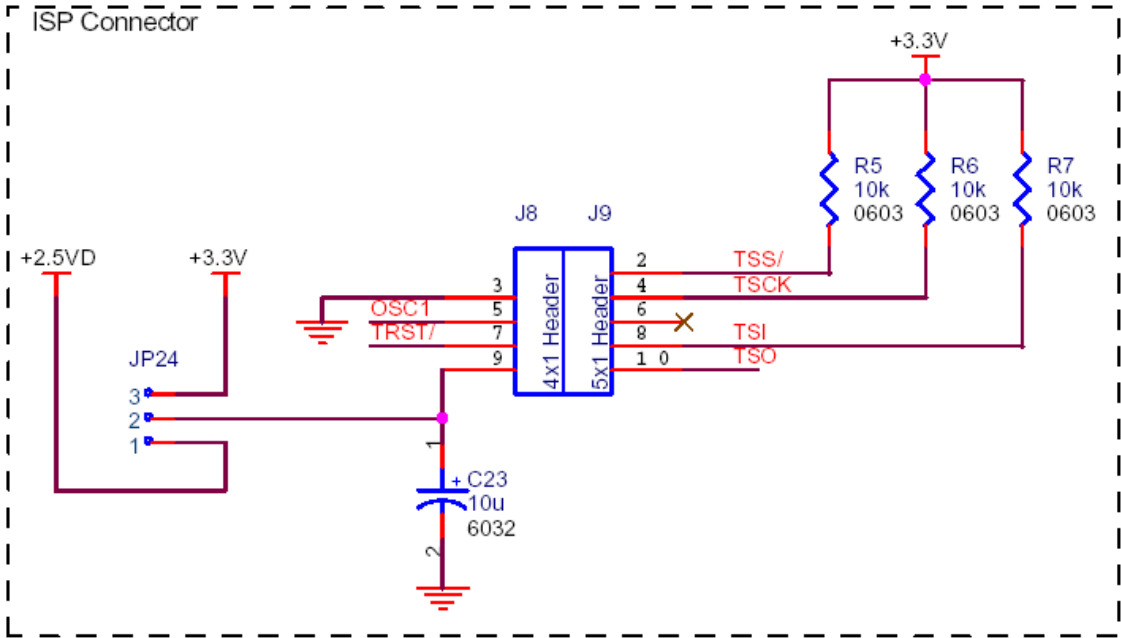 ISP Connector
+3.3V
R5
10k
0603
R6
10k
0603
R7
10k
0603
J8
J9
+2.5VD
+3.3V
2
TSS/
4
TSCK
6
8
TSI
1 0
TSO
3
OSC1
5
TRST/
7
9
4x1 Header
5x1 Header
JP24
3
2
1
1
+
C23
10u
6032
2